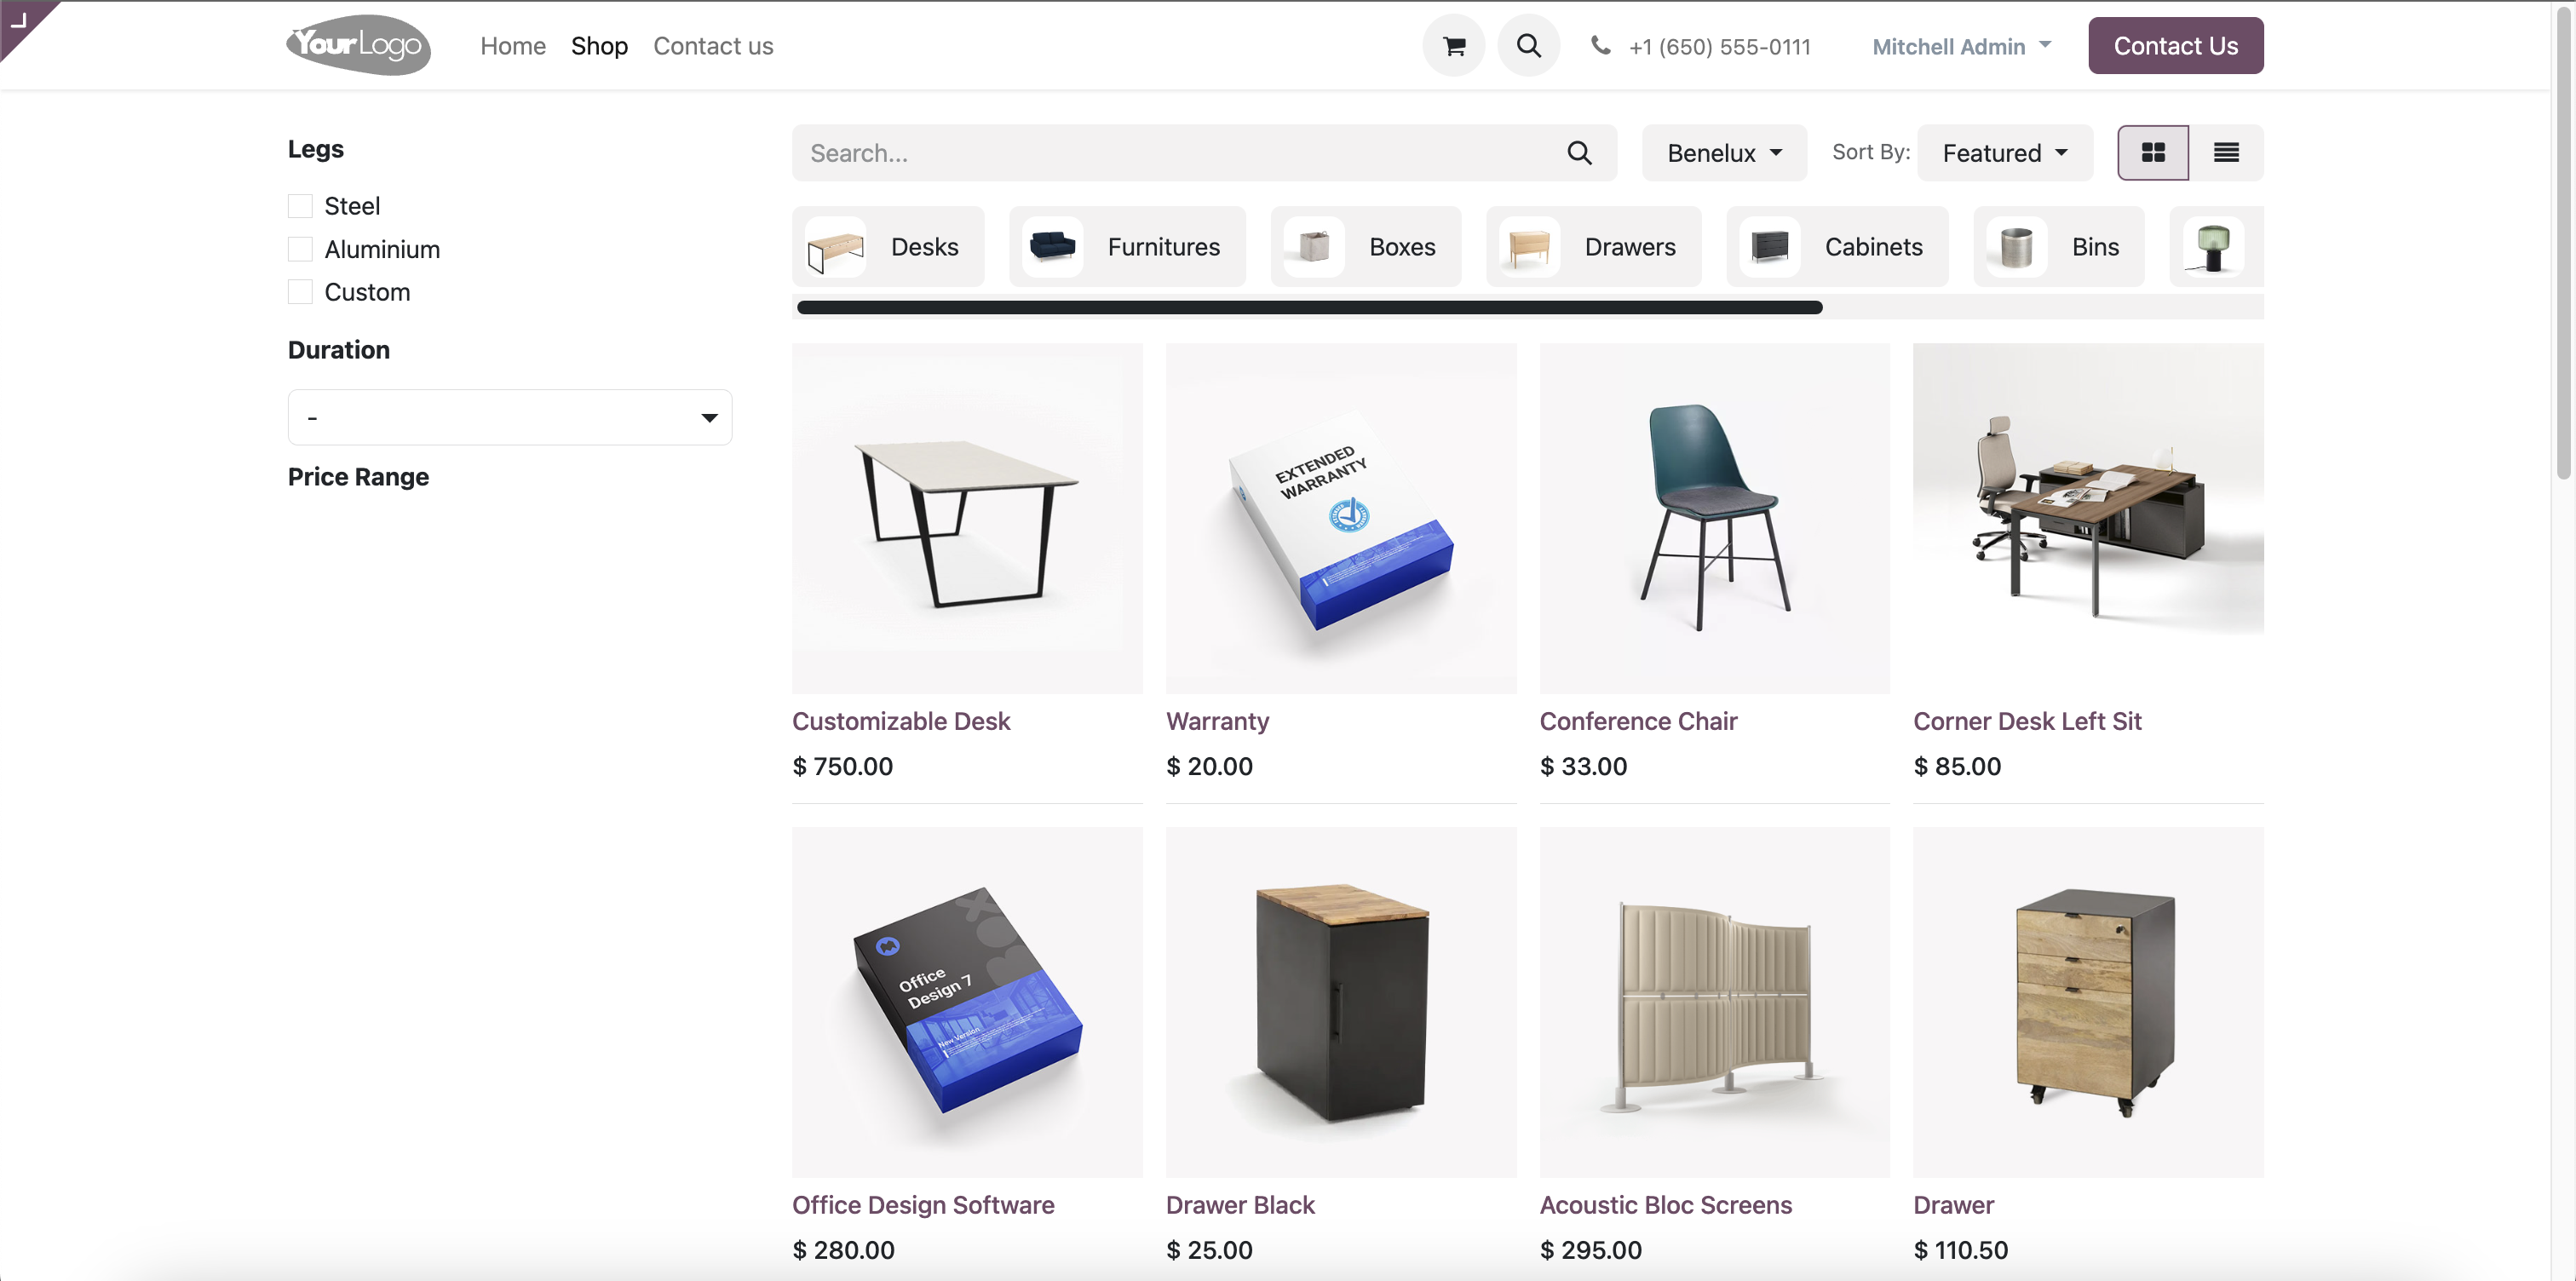 YourLogo
Home
Shop
Contact us
+1 (650) 555-0111
Mitchell Admin
Contact Us
Legs
Steel
Aluminium
Custom
Duration
-
Price Range
Search...
Benelux
Sort By:
Featured
Desks
Furnitures
Boxes
Drawers
Cabinets
Bins
EXTENDED
WARRANTY
Customizable Desk
$ 750.00
Warranty
$ 20.00
Conference Chair
$ 33.00
Corner Desk Left Sit
$ 85.00
Box
Office
Design 7
New Version
Office Design Software
$ 280.00
Drawer Black
$ 25.00
Acoustic Bloc Screens
$ 295.00
Drawer
$ 110.50